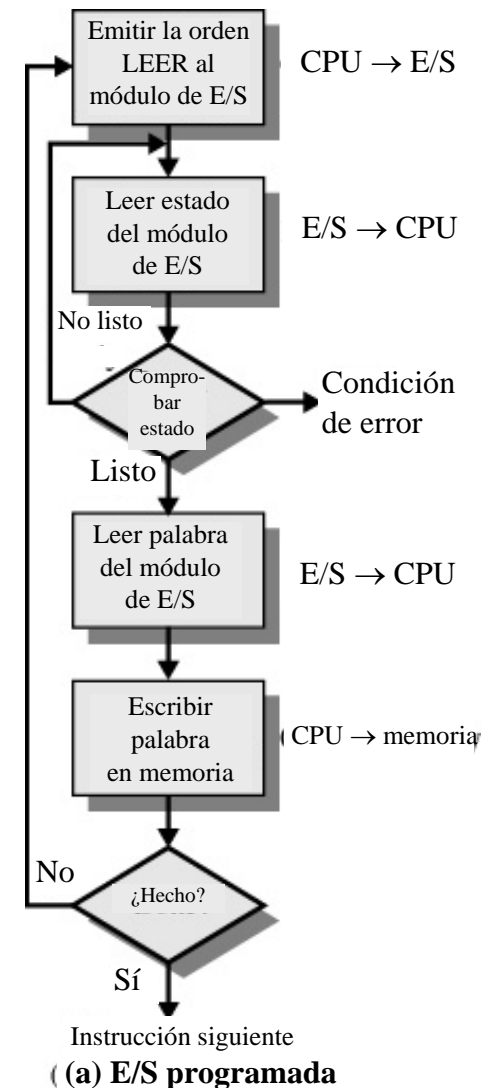 Emitir la orden
LEER al
módulo de E/S
CPU → E/S
Leer estado
del módulo
de E/S
E/S → CPU
No listo
Compro-
bar
estado
Condición
de error
Listo
Leer palabra
del módulo
de E/S
E/S → CPU
Escribir
palabra
en memoria
CPU → memoria
No
¿Hecho?
Sí
Instrucción siguiente
(a) E/S programada